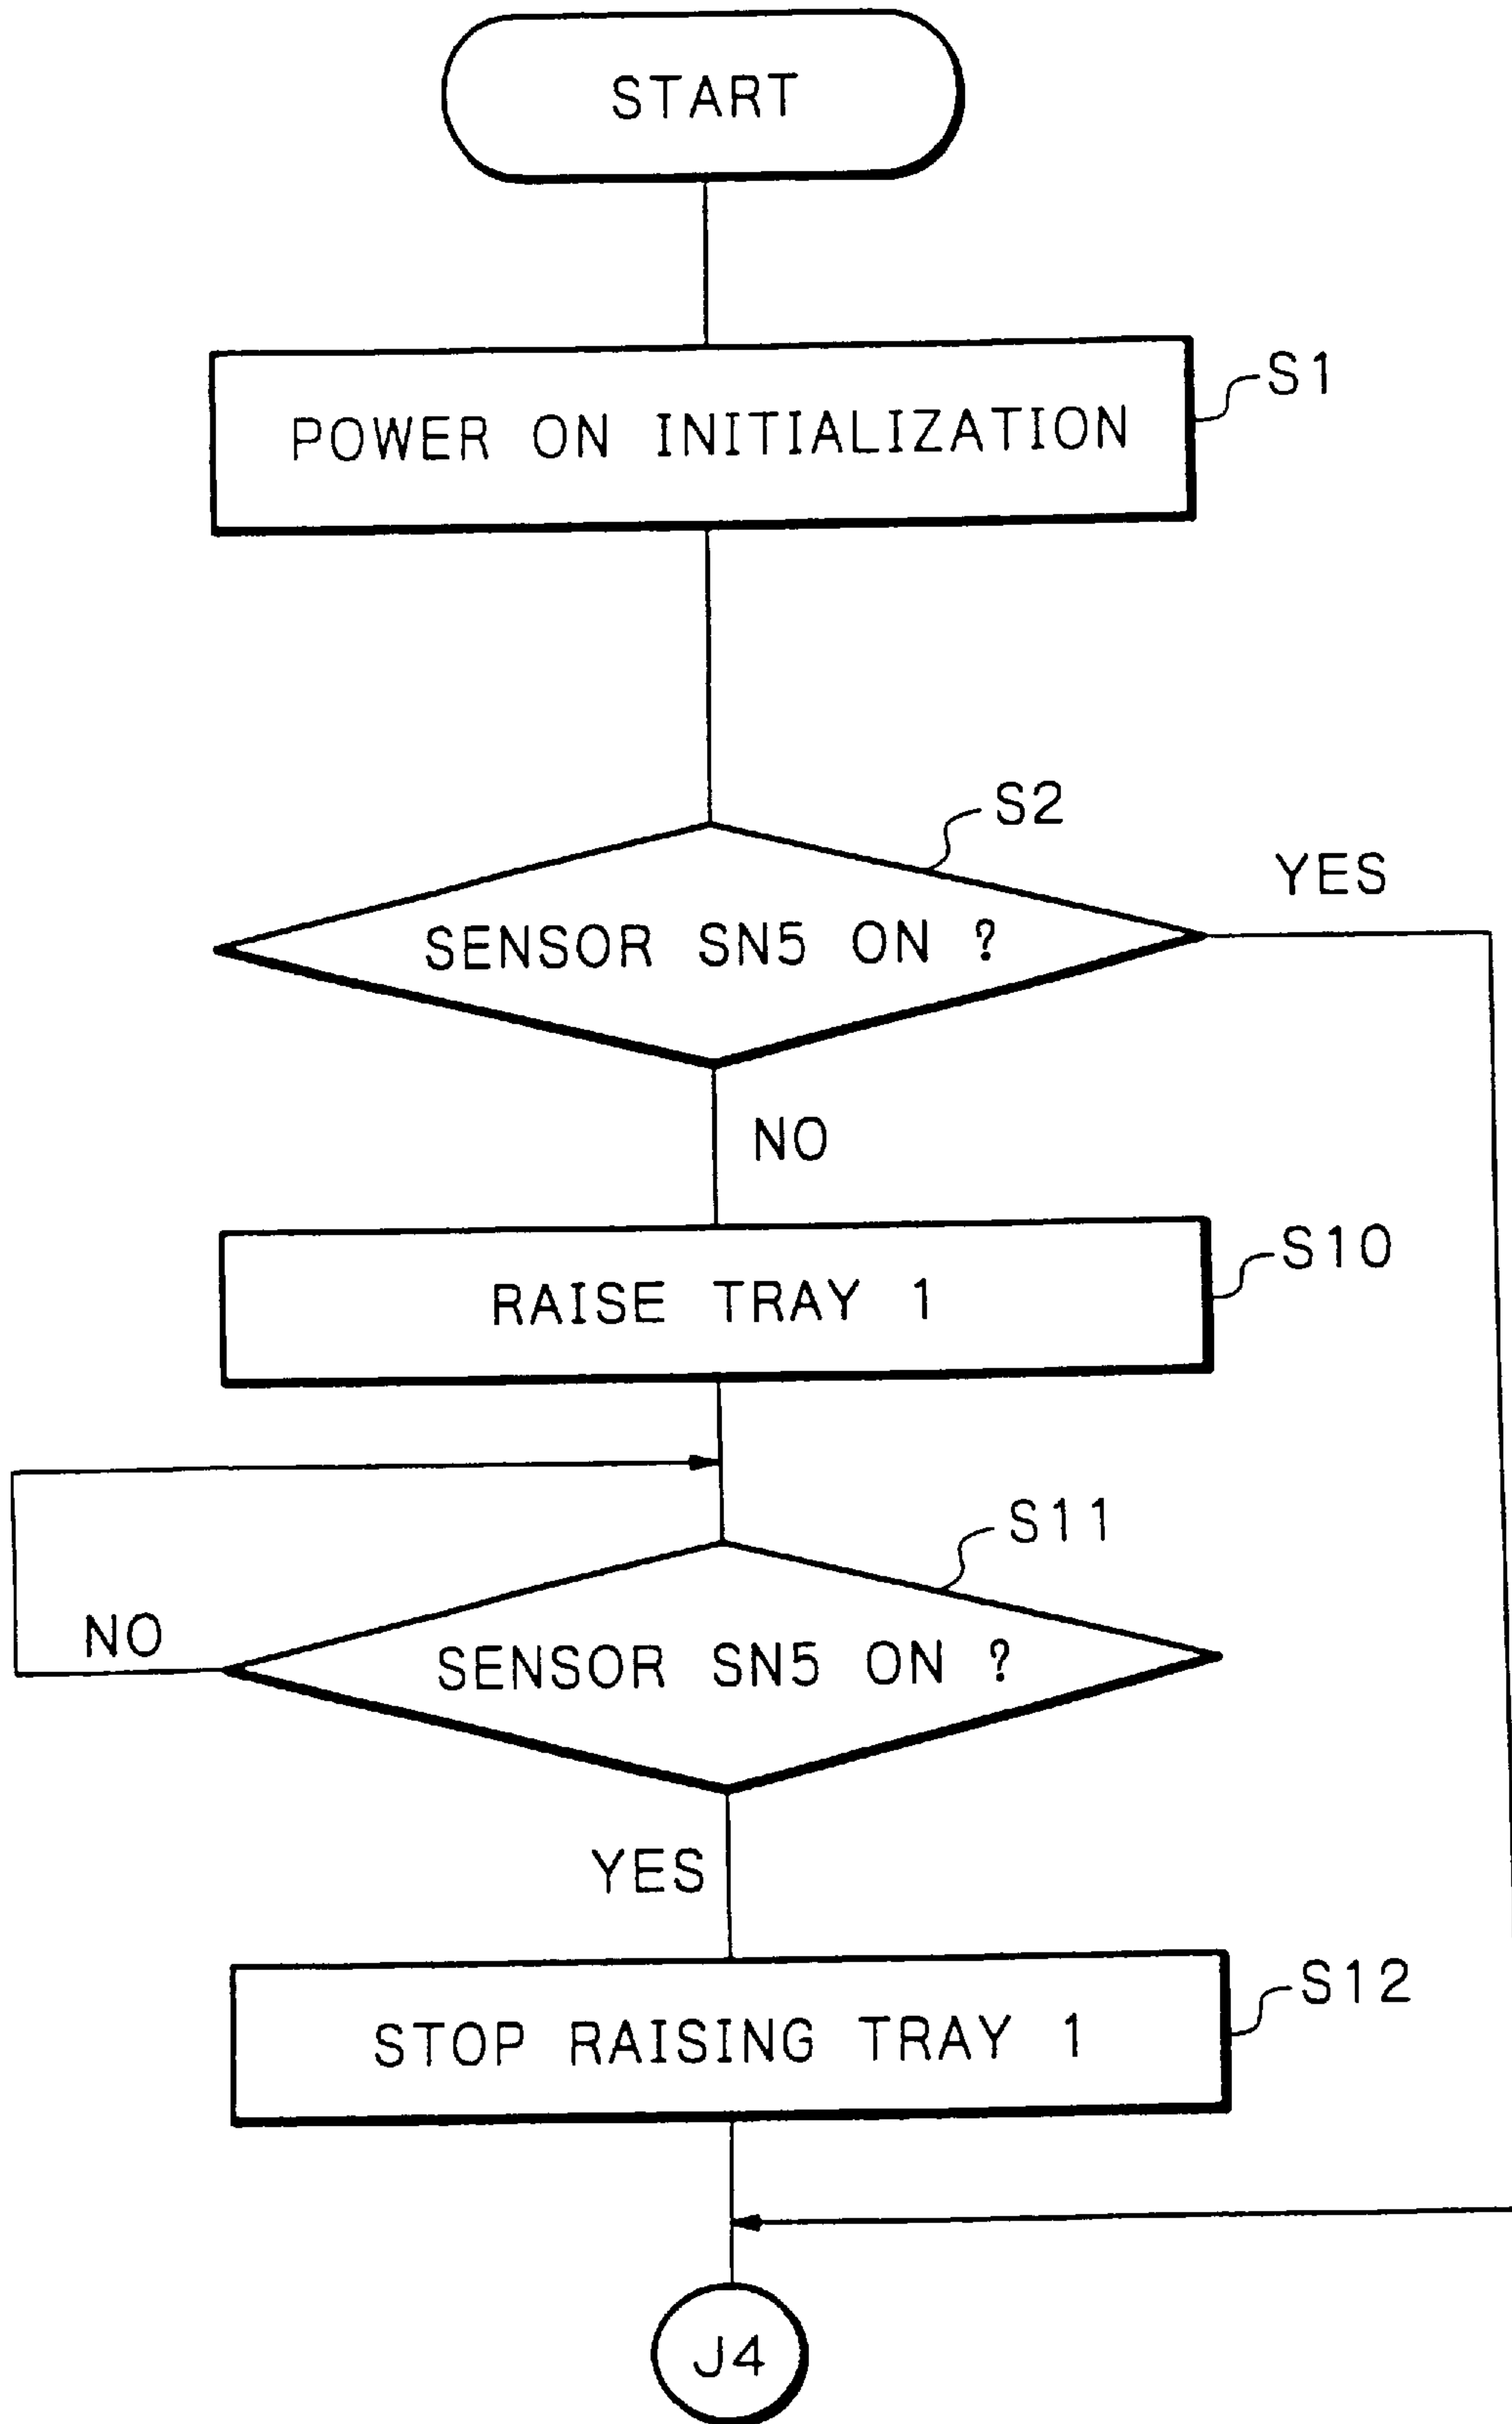 START
POWER ON INITIALIZATION
S1
S2
YES
SENSOR SN5 ON ?
NO
RAISE TRAY 1
S10
S11
NO
SENSOR SN5 ON ?
YES
STOP RAISING TRAY 1
S12
J4